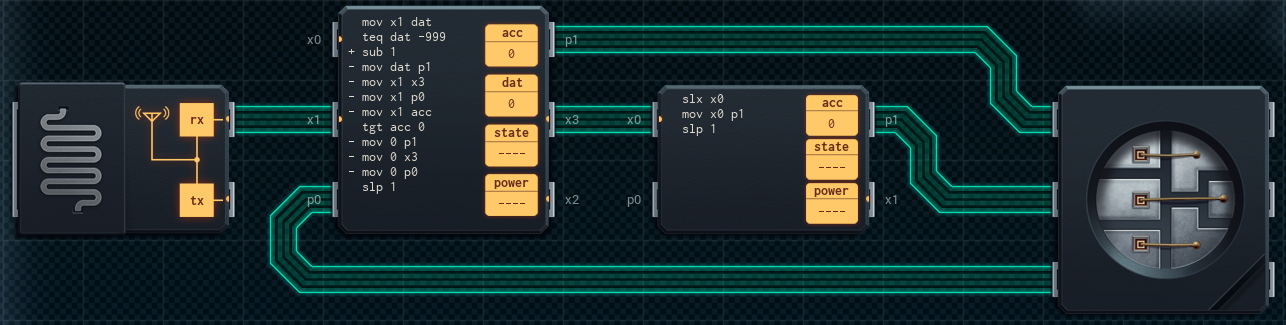 rx
tx
x0
x1
p0
mov x1 dat
teq dat -999
+ sub 1
- mov dat p1
- mov x1 x3
- mov x1 p0
- mov x1 acc
tgt acc 0
- mov 0 p1
- mov 0 x3
- mov 0 p0
slp 1
acc
0
dat
0
state
----
power
----
p1
x3
x2
x0
p0
slx x0
mov x0 p1
slp 1
acc
0
state
----
power
----
p1
x1